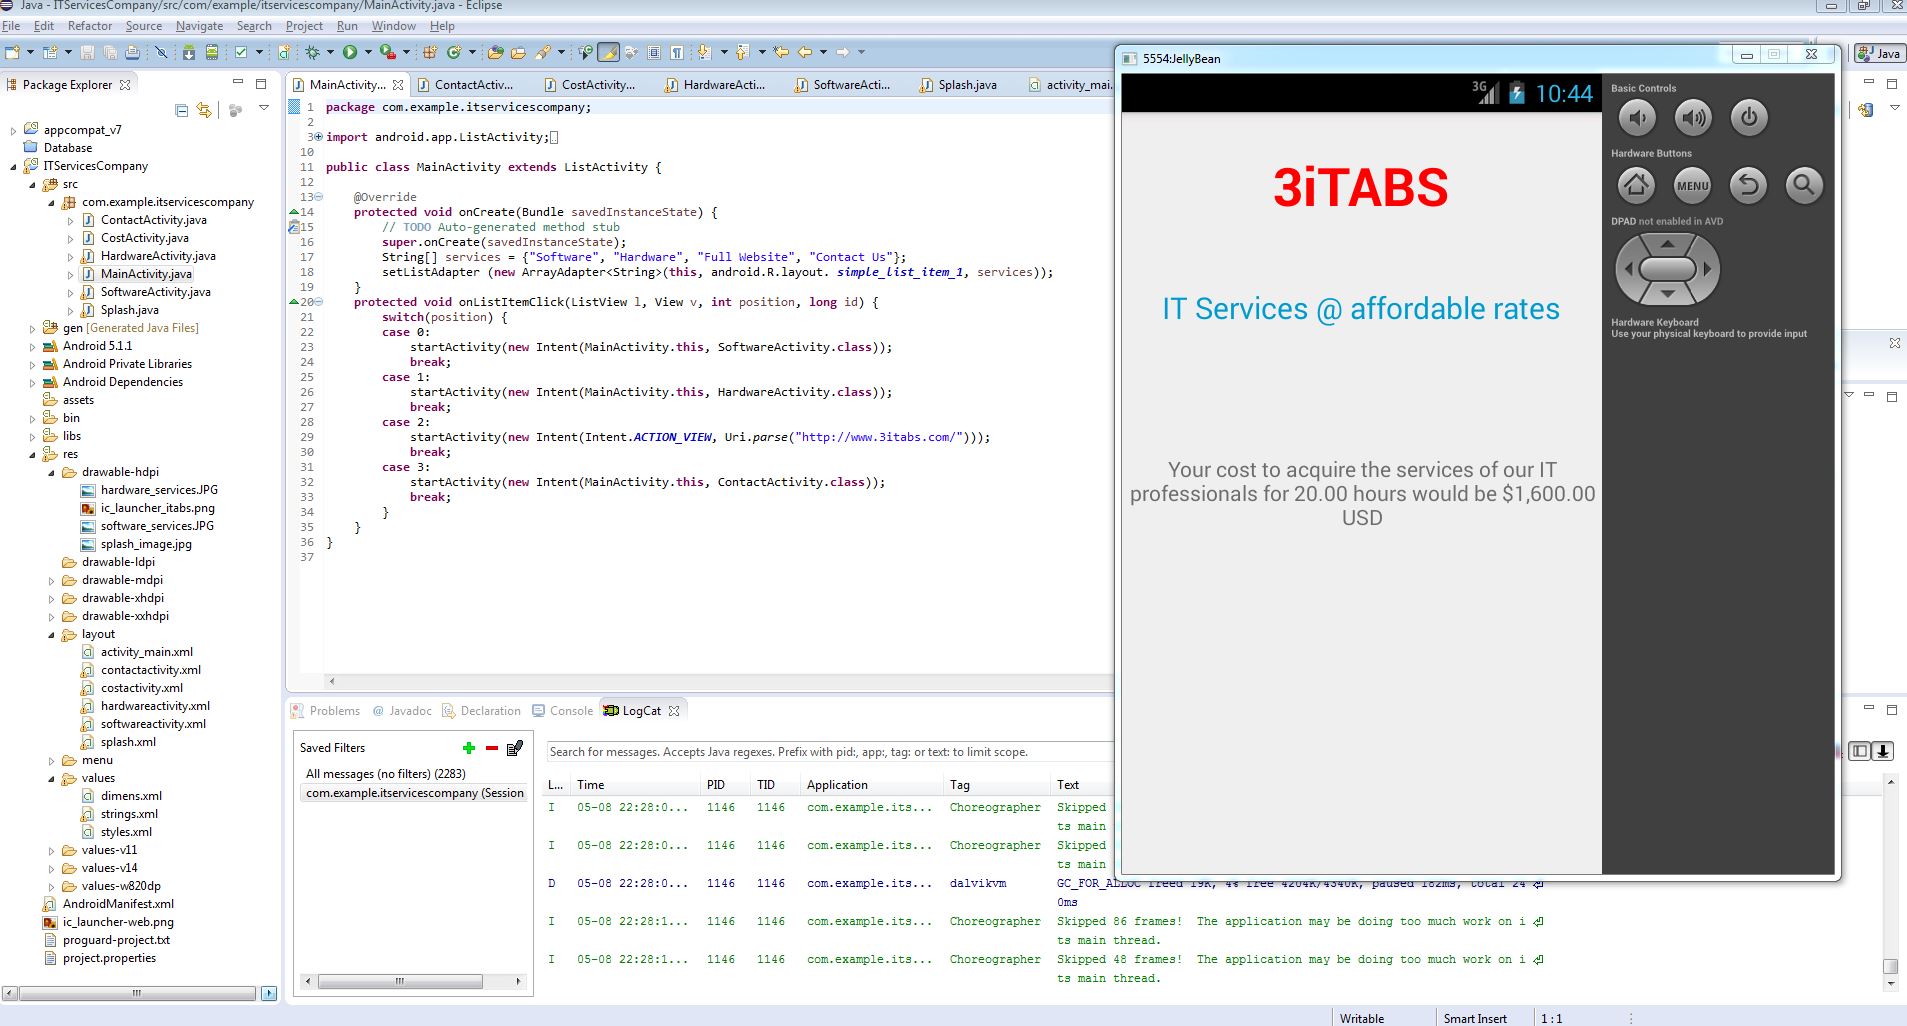 Java - ITServicesCompany/src/com/example/itservicescompany/MainActivity.java - Eclipse
File Edit Refactor Source Navigate Search Project Run Window Help
Java
Package Explorer
appcompat_v7
Database
ITServicesCompany
src
com.example.itservicescompany
ContactActivity.java
CostActivity.java
HardwareActivity.java
MainActivity.java
SoftwareActivity.java
Splash.java
gen [Generated Java Files]
Android 5.1.1
Android Private Libraries
Android Dependencies
assets
bin
libs
res
drawable-hdpi
hardware_services.JPG
ic_launcher_itabs.png
software_services.JPG
splash_image.jpg
drawable-ldpi
drawable-mdpi
drawable-xhdpi
drawable-xxhdpi
layout
activity_main.xml
contactactivity.xml
costactivity.xml
hardwareactivity.xml
softwareactivity.xml
splash.xml
menu
values
dimens.xml
strings.xml
styles.xml
values-v11
values-v14
values-w820dp
AndroidManifest.xml
ic_launcher-web.png
proguard-project.txt
project.properties
MainActivity... ContactActiv... CostActivity... HardwareActi... SoftwareActi... Splash.java activity_mai...
1 package com.example.itservicescompany;
2
3 import android.app.ListActivity;
10
11 public class MainActivity extends ListActivity {
12
13 @Override
14 protected void onCreate(Bundle savedInstanceState) {
15 // TODO Auto-generated method stub
16 super.onCreate(savedInstanceState);
17 String[] services = {"Software", "Hardware", "Full Website", "Contact Us"};
18 setListAdapter (new ArrayAdapter<String>(this, android.R.layout. simple_list_item_1, services));
19 }
20 protected void onListItemClick(ListView l, View v, int position, long id) {
21 switch(position) {
22 case 0:
23 startActivity(new Intent(MainActivity.this, SoftwareActivity.class));
24 break;
25 case 1:
26 startActivity(new Intent(MainActivity.this, HardwareActivity.class));
27 break;
28 case 2:
29 startActivity(new Intent(Intent.ACTION_VIEW, Uri.parse("http://www.3itabs.com/")));
30 break;
31 case 3:
32 startActivity(new Intent(MainActivity.this, ContactActivity.class));
33 break;
34 }
35 }
36 }
37
5554:JellyBean
3G 10:44
3iTABS
IT Services @ affordable rates
Your cost to acquire the services of our IT
professionals for 20.00 hours would be $1,600.00
USD
Basic Controls
Hardware Buttons
MENU
DPAD not enabled in AVD
Hardware Keyboard
Use your physical keyboard to provide input
Problems @ Javadoc Declaration Console LogCat
Saved Filters
All messages (no filters) (2283)
com.example.itservicescompany (Session
Search for messages. Accepts Java regexes. Prefix with pid:, app:, tag: or text: to limit scope.
L... Time PID TID Application Tag Text
I 05-08 22:28:0... 1146 1146 com.example.its... Choreographer Skipped
ts main
I 05-08 22:28:0... 1146 1146 com.example.its... Choreographer Skipped
ts main
D 05-08 22:28:0... 1146 1146 com.example.its... dalvikvm GC_FOR_ALLOC freed 19K, 4% free 4204K/4340K, paused 182ms, total 24
0ms
I 05-08 22:28:1... 1146 1146 com.example.its... Choreographer Skipped 86 frames! The application may be doing too much work on i
ts main thread.
I 05-08 22:28:1... 1146 1146 com.example.its... Choreographer Skipped 48 frames! The application may be doing too much work on i
ts main thread.
Writable Smart Insert 1 : 1